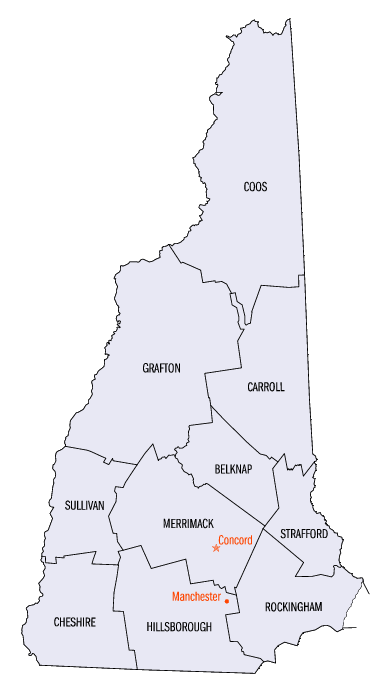 COOS
GRAFTON
CARROLL
BELKNAP
SULLIVAN
MERRIMACK
Concord
STRAFFORD
Manchester
ROCKINGHAM
CHESHIRE
HILLSBOROUGH